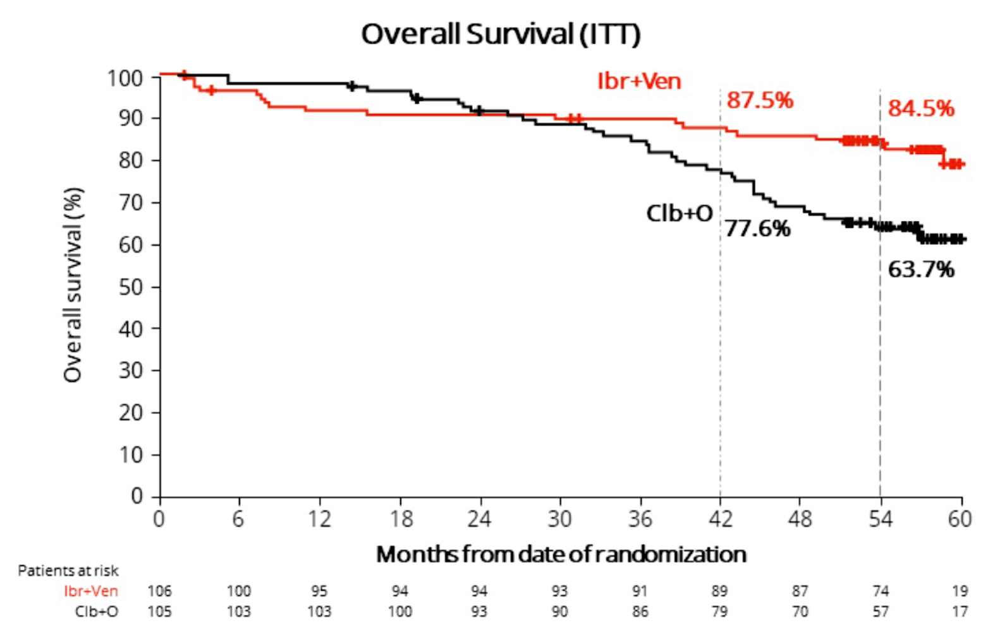 Overall Survival (ITT)
Overall survival (%)
100
90
80
70
60
50
40
30
20
10
0
Ibr+Ven
87.5%
84.5%
Clb+O
77.6%
63.7%
0 6 12 18 24 30 36 42 48 54 60
Months from date of randomization
Patients at risk
Ibr+Ven 106 100 95 94 94 93 91 89 87 74 19
Clb+O 105 103 103 100 93 90 86 79 70 57 17